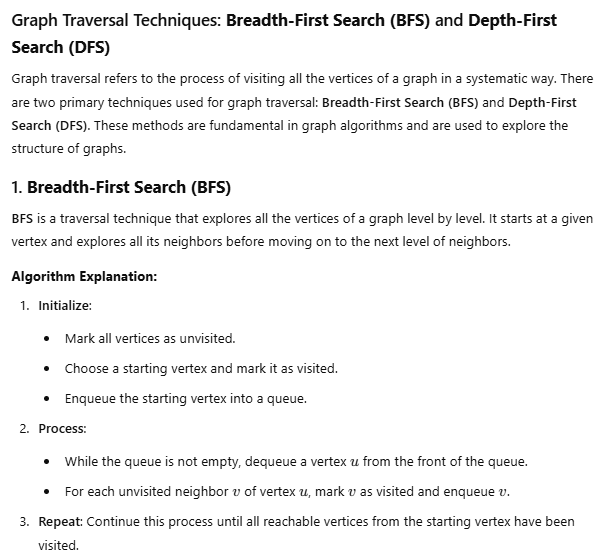 Graph Traversal Techniques: Breadth-First Search (BFS) and Depth-First
Search (DFS)
Graph traversal refers to the process of visiting all the vertices of a graph in a systematic way. There
are two primary techniques used for graph traversal: Breadth-First Search (BFS) and Depth-First
Search (DFS). These methods are fundamental in graph algorithms and are used to explore the
structure of graphs.
1. Breadth-First Search (BFS)
BFS is a traversal technique that explores all the vertices of a graph level by level. It starts at a given
vertex and explores all its neighbors before moving on to the next level of neighbors.
Algorithm Explanation:
1. Initialize:
• Mark all vertices as unvisited.
• Choose a starting vertex and mark it as visited.
• Enqueue the starting vertex into a queue.
2. Process:
• While the queue is not empty, dequeue a vertex u from the front of the queue.
• For each unvisited neighbor v of vertex u, mark v as visited and enqueue v.
3. Repeat: Continue this process until all reachable vertices from the starting vertex have been
visited.